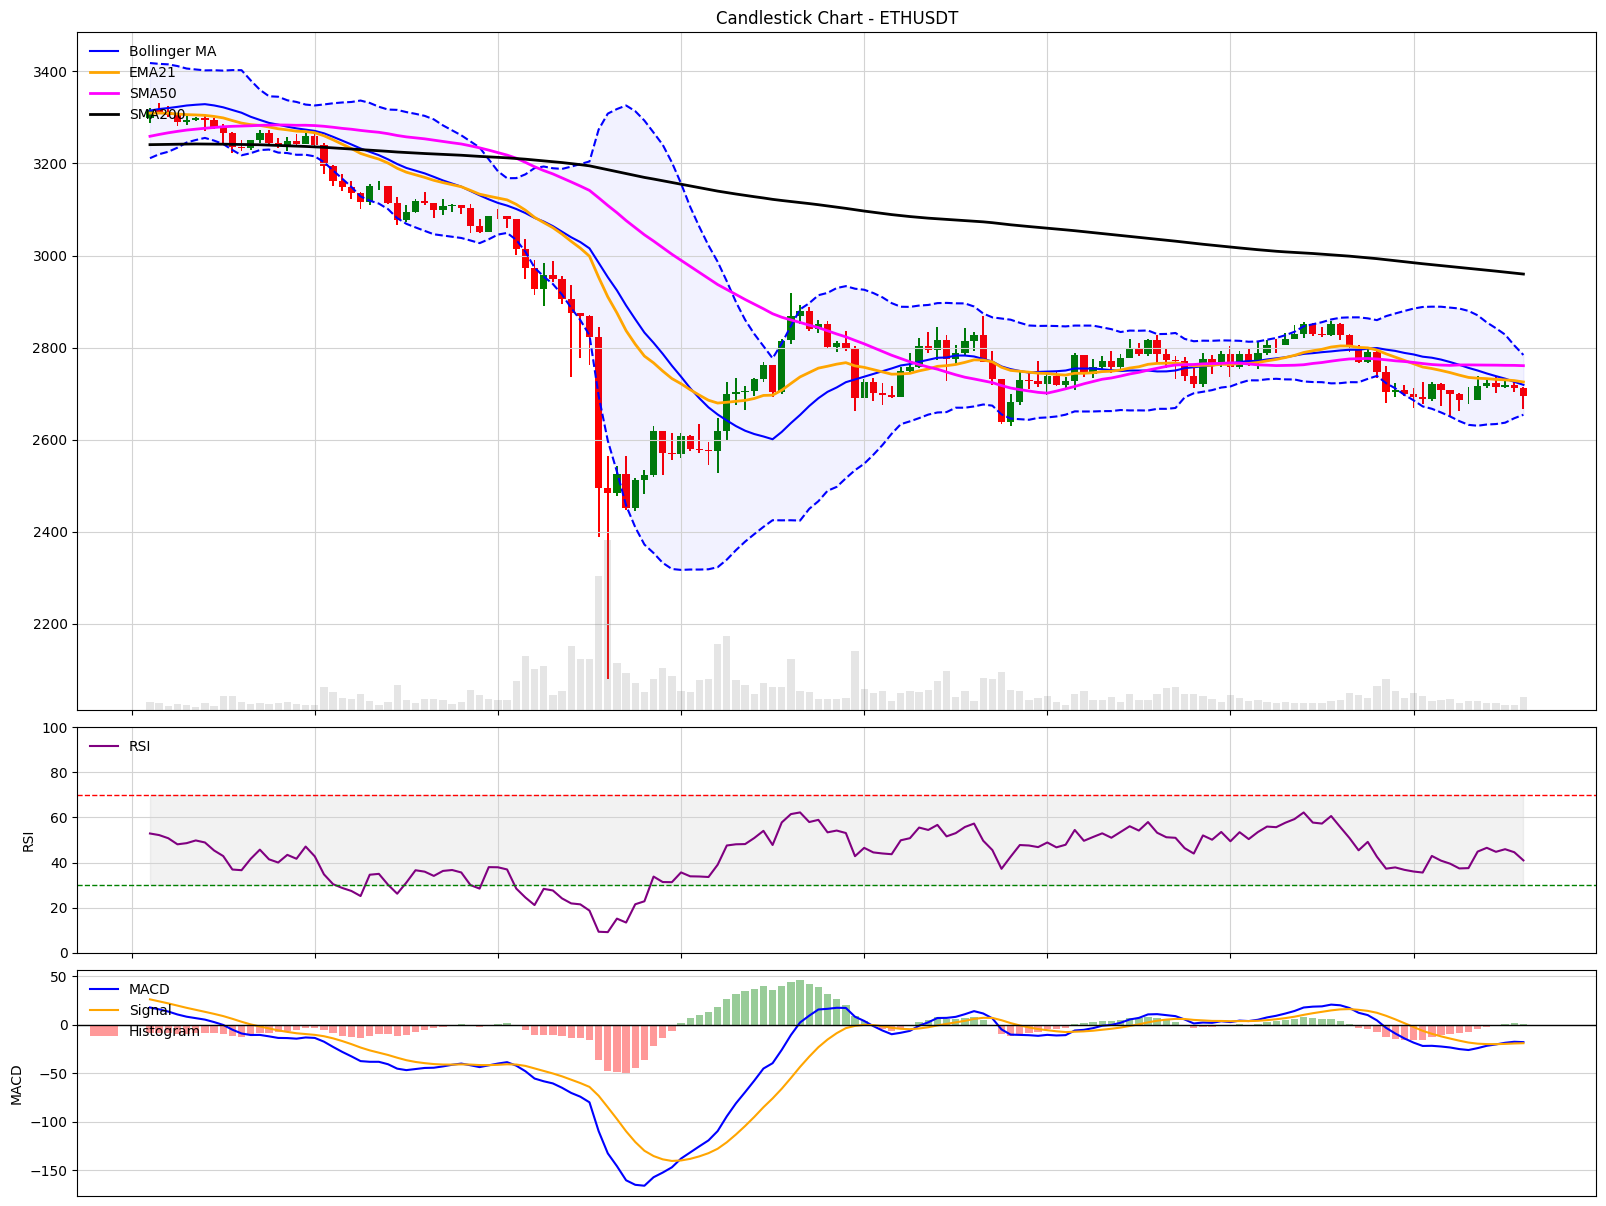 Candlestick Chart - ETHUSDT
Bollinger MA
EMA21
SMA50
SMA200
3400
3200
3000
2800
2600
2400
2200
RSI
100
80
60
40
20
0
RSI
MACD
Signal
Histogram
50
0
−50
−100
−150
MACD